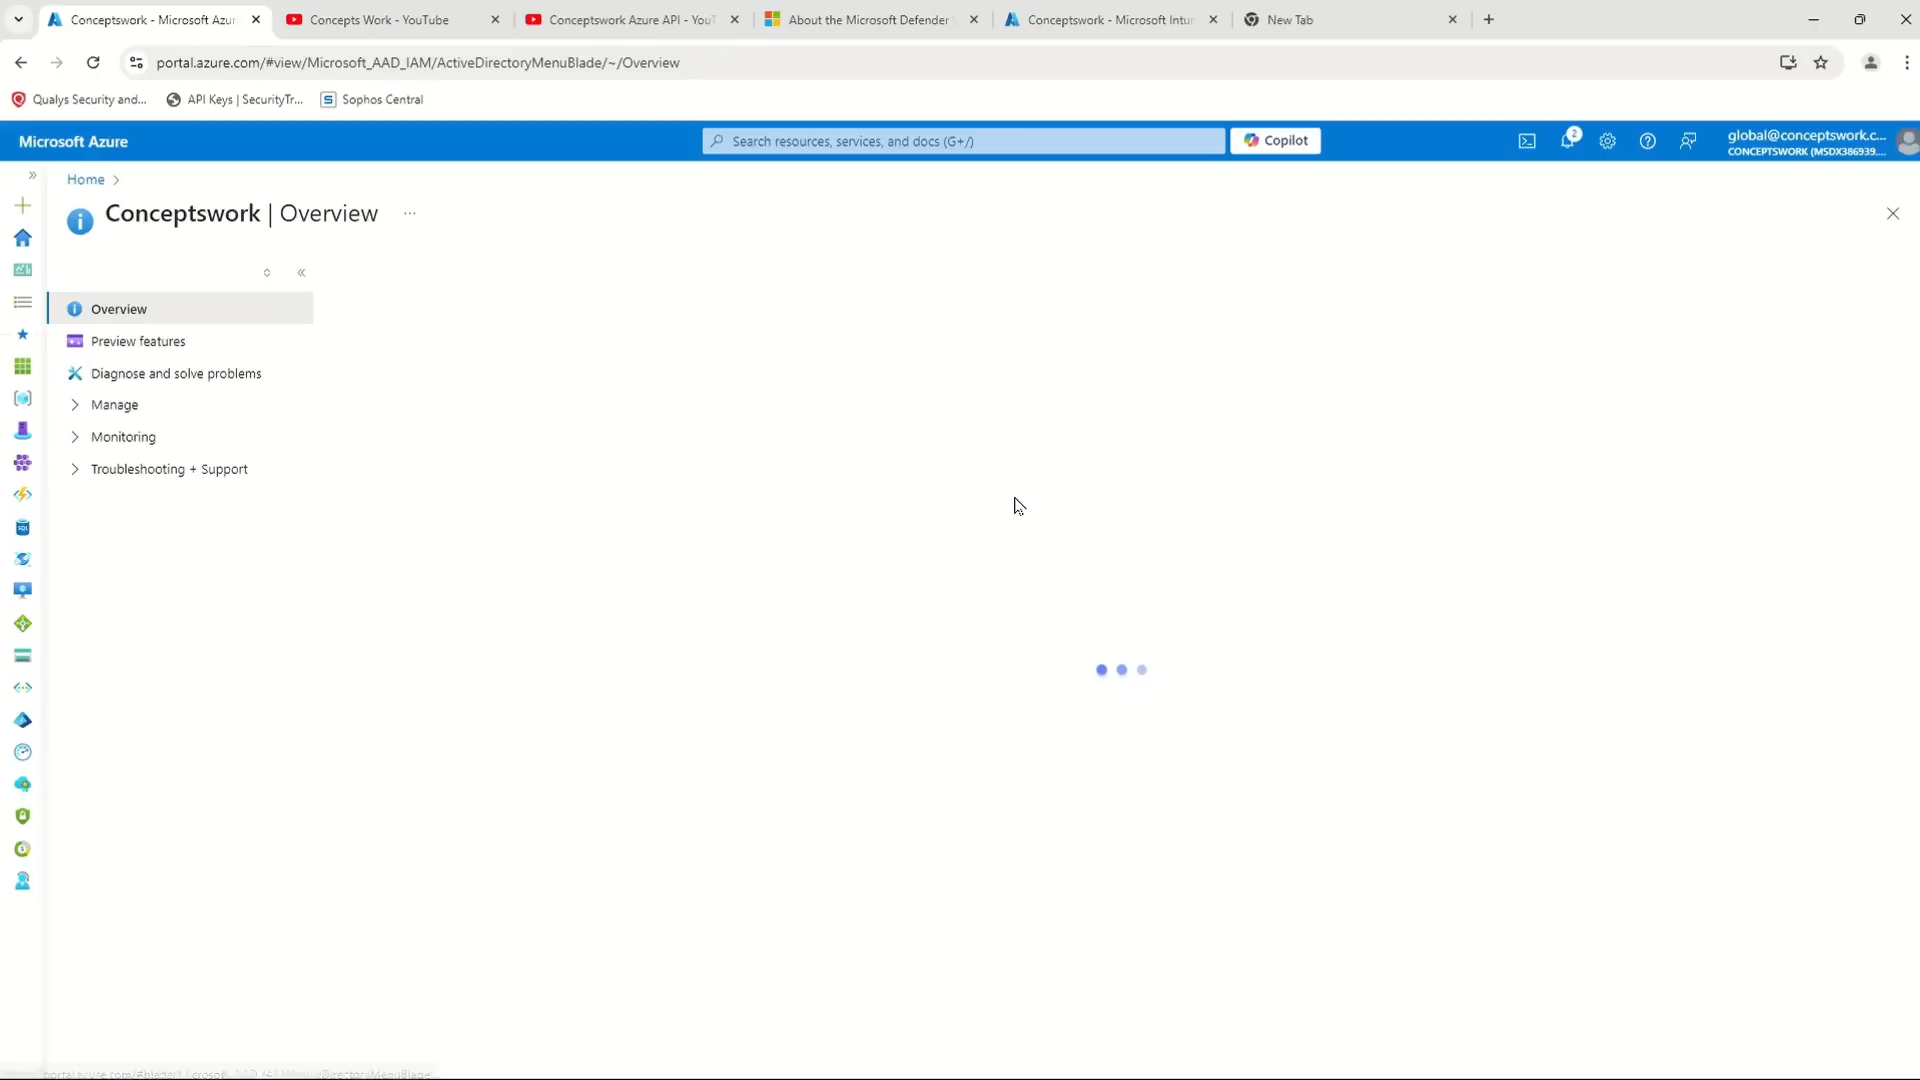 Conceptswork - Microsoft Azur
Concepts Work - YouTube
Conceptswork Azure API - YouT
About the Microsoft Defender
Conceptswork - Microsoft Intun
New Tab
portal.azure.com/#view/Microsoft_AAD_IAM/ActiveDirectoryMenuBlade/~/Overview
Qualys Security and...
API Keys | SecurityTr...
Sophos Central
Microsoft Azure
Search resources, services, and docs (G+/)
Copilot
2
global@conceptswork.c...
CONCEPTSWORK (MSDX386939....
Home
Conceptswork | Overview
Overview
Preview features
Diagnose and solve problems
Manage
Monitoring
Troubleshooting + Support